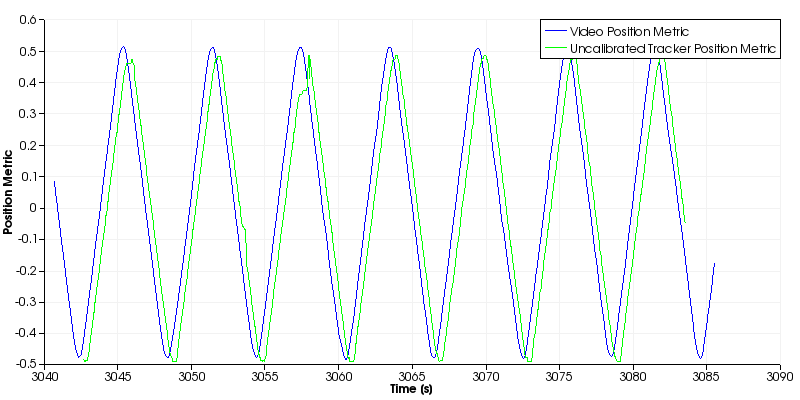 0.6
0.5
0.4
0.3
0.2
0.1
0
-0.1
-0.2
-0.3
-0.4
-0.5
Position Metric
Video Position Metric
Uncalibrated Tracker Position Metric
3040 3045 3050 3055 3060 3065 3070 3075 3080 3085 3090
Time (s)